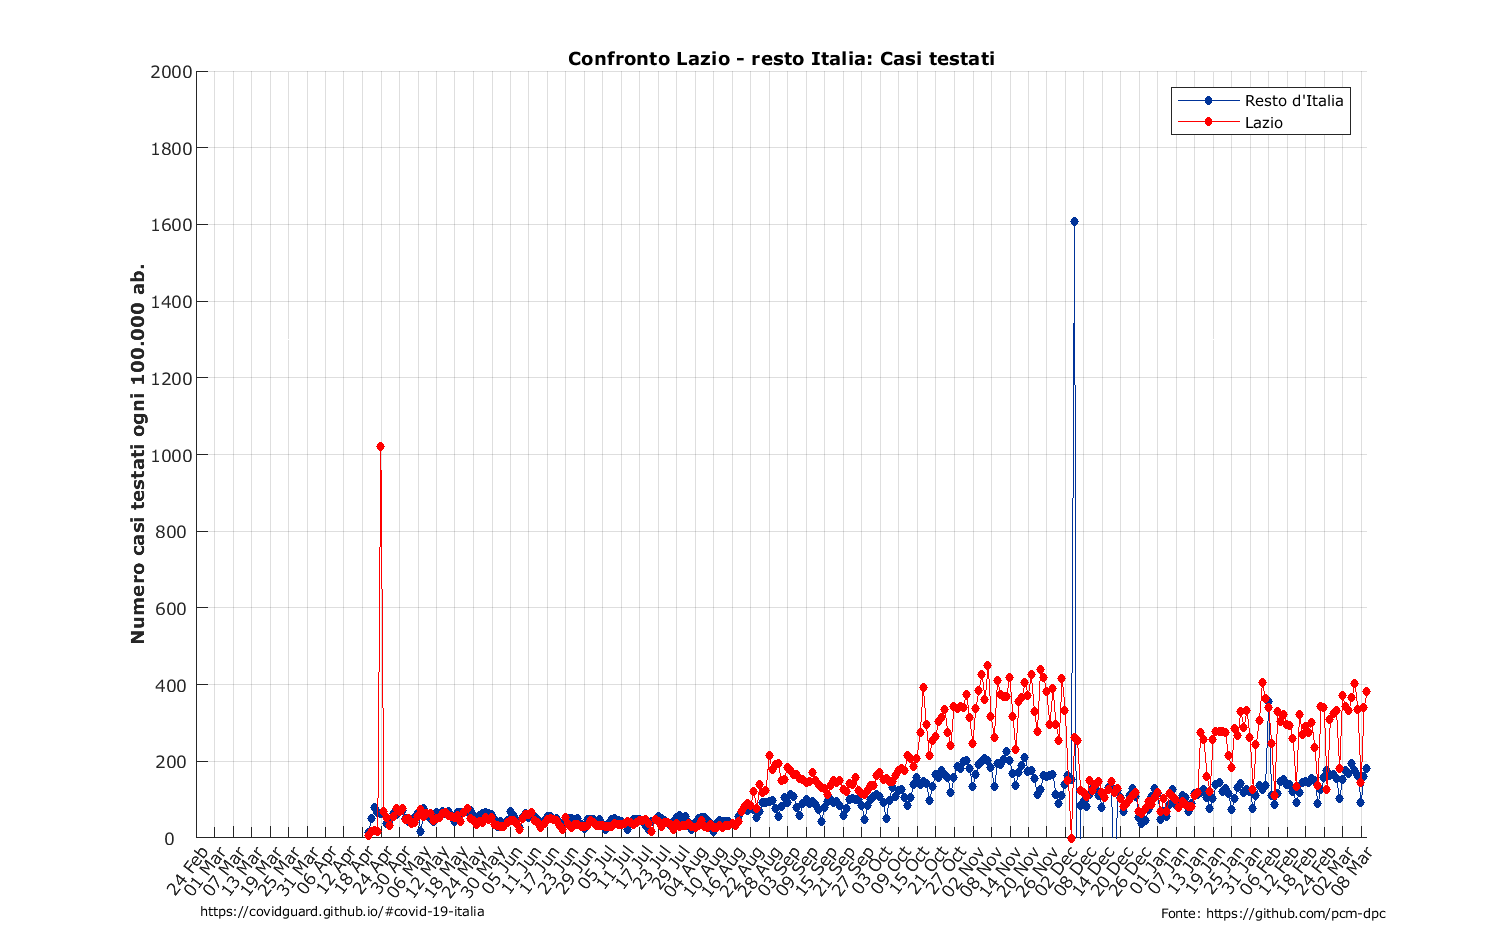 Confronto Lazio - resto Italia: Casi testati
Numero casi testati ogni 100.000 ab.
2000
1800
1600
1400
1200
1000
800
600
400
200
0
Resto d'Italia
Lazio
24 Feb
01 Mar
07 Mar
13 Mar
19 Mar
25 Mar
31 Mar
06 Apr
12 Apr
18 Apr
24 Apr
30 Apr
06 May
12 May
18 May
24 May
30 May
05 Jun
11 Jun
17 Jun
23 Jun
29 Jun
05 Jul
11 Jul
17 Jul
23 Jul
29 Jul
04 Aug
10 Aug
16 Aug
22 Aug
28 Aug
03 Sep
09 Sep
15 Sep
21 Sep
27 Sep
03 Oct
09 Oct
15 Oct
21 Oct
27 Oct
02 Nov
08 Nov
14 Nov
20 Nov
26 Nov
02 Dec
08 Dec
14 Dec
20 Dec
26 Dec
01 Jan
07 Jan
13 Jan
19 Jan
25 Jan
31 Jan
06 Feb
12 Feb
18 Feb
24 Feb
02 Mar
08 Mar
https://covidguard.github.io/#covid-19-italia
Fonte: https://github.com/pcm-dpc